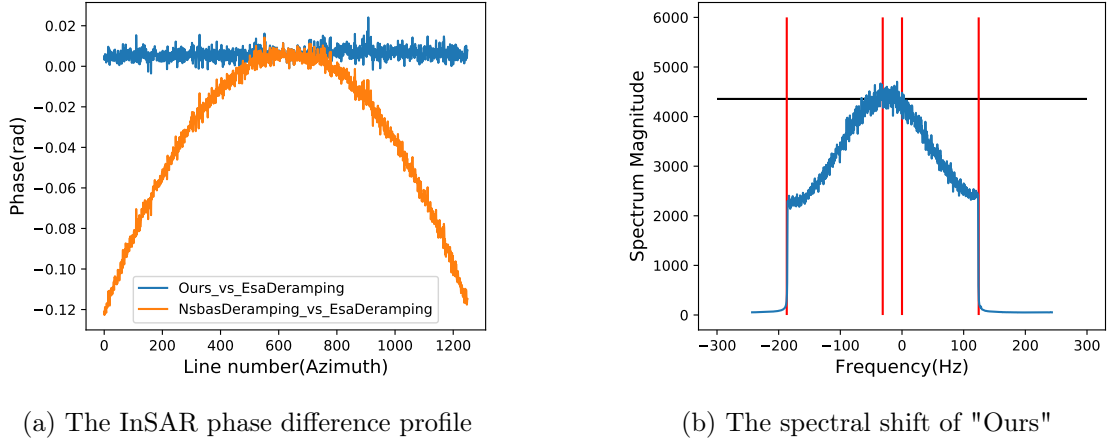 0.02
0.00
−0.02
−0.04
−0.06
−0.08
−0.10
−0.12
Phase(rad)
Ours_vs_EsaDeramping
NsbasDeramping_vs_EsaDeramping
0 200 400 600 800 1000 1200
Line number(Azimuth)
(a) The InSAR phase difference profile
6000
5000
4000
3000
2000
1000
0
Spectrum Magnitude
−300 −200 −100 0 100 200 300
Frequency(Hz)
(b) The spectral shift of "Ours"